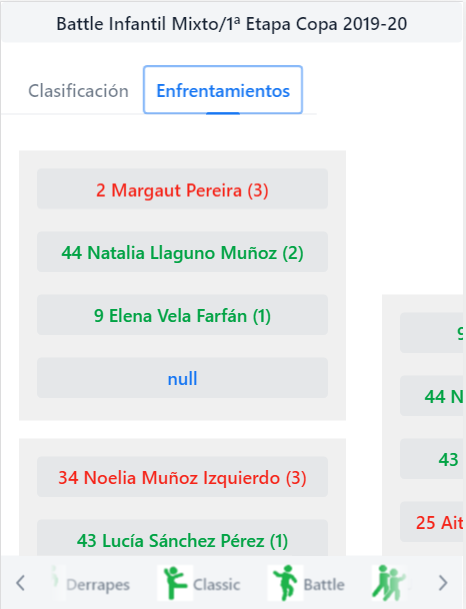 Battle Infantil Mixto/1ª Etapa Copa 2019-20
Clasificación
Enfrentamientos
2 Margaut Pereira (3)
44 Natalia Llaguno Muñoz (2)
9 Elena Vela Farfán (1)
null
34 Noelia Muñoz Izquierdo (3)
43 Lucía Sánchez Pérez (1)
9
44 N
43
25 Ait
Derrapes
Classic
Battle